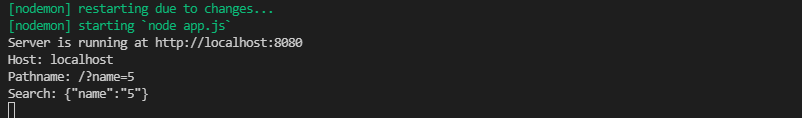 [nodemon] restarting due to changes...
[nodemon] starting `node app.js`
Server is running at http://localhost:8080
Host: localhost
Pathname: /?name=5
Search: {"name":"5"}